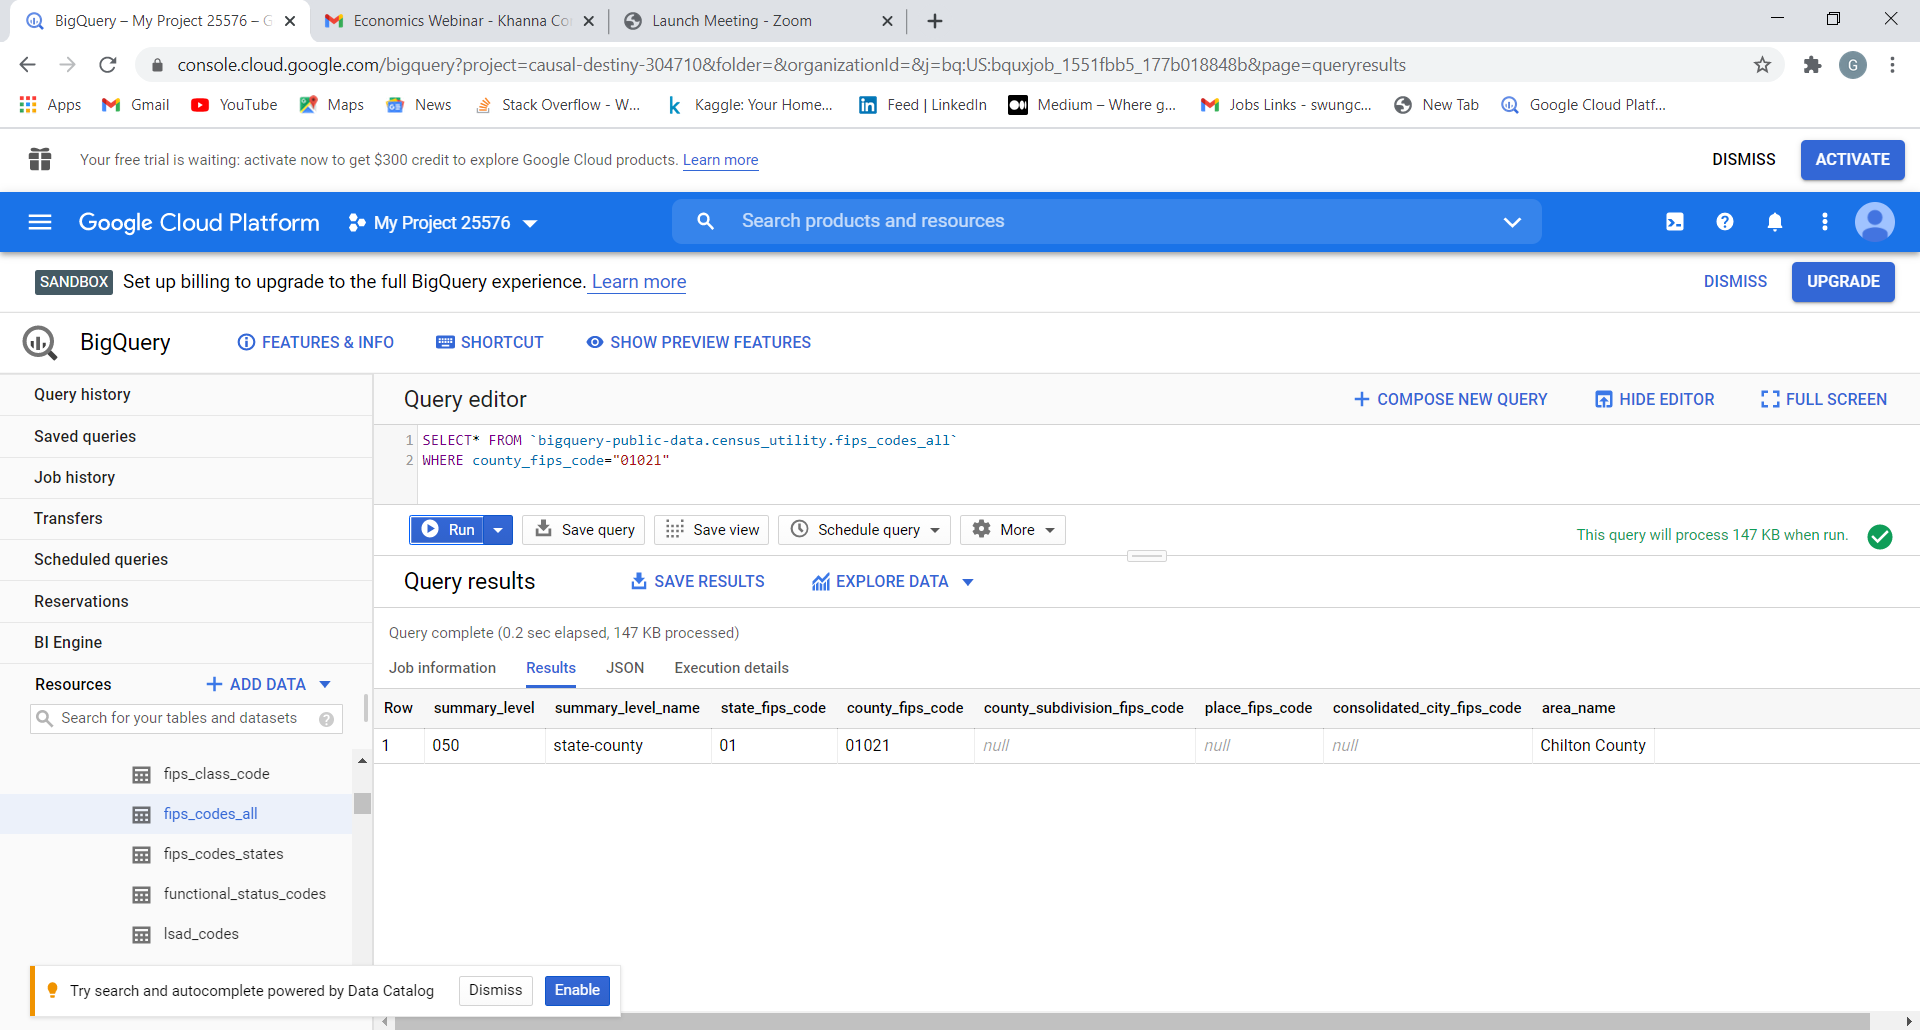 BigQuery – My Project 25576 – G
Economics Webinar - Khanna Co
Launch Meeting - Zoom
console.cloud.google.com/bigquery?project=causal-destiny-304710&folder=&organizationId=&j=bq:US:bquxjob_1551fbb5_177b018848b&page=queryresults
G
Apps Gmail YouTube Maps News Stack Overflow - W... Kaggle: Your Home... Feed | LinkedIn Medium – Where g... Jobs Links - swungc... New Tab Google Cloud Platf...
Your free trial is waiting: activate now to get $300 credit to explore Google Cloud products. Learn more
DISMISS ACTIVATE
Google Cloud Platform My Project 25576 Search products and resources
SANDBOX Set up billing to upgrade to the full BigQuery experience. Learn more
DISMISS UPGRADE
BigQuery FEATURES & INFO SHORTCUT SHOW PREVIEW FEATURES
Query history
Saved queries
Job history
Transfers
Scheduled queries
Reservations
BI Engine
Resources ADD DATA
Search for your tables and datasets
fips_class_code
fips_codes_all
fips_codes_states
functional_status_codes
lsad_codes
Query editor COMPOSE NEW QUERY HIDE EDITOR FULL SCREEN
1 SELECT* FROM `bigquery-public-data.census_utility.fips_codes_all`
2 WHERE county_fips_code="01021"
Run Save query Save view Schedule query More
This query will process 147 KB when run.
Query results SAVE RESULTS EXPLORE DATA
Query complete (0.2 sec elapsed, 147 KB processed)
Job information Results JSON Execution details
Row summary_level summary_level_name state_fips_code county_fips_code county_subdivision_fips_code place_fips_code consolidated_city_fips_code area_name
1 050 state-county 01 01021 null null null Chilton County
Try search and autocomplete powered by Data Catalog Dismiss Enable